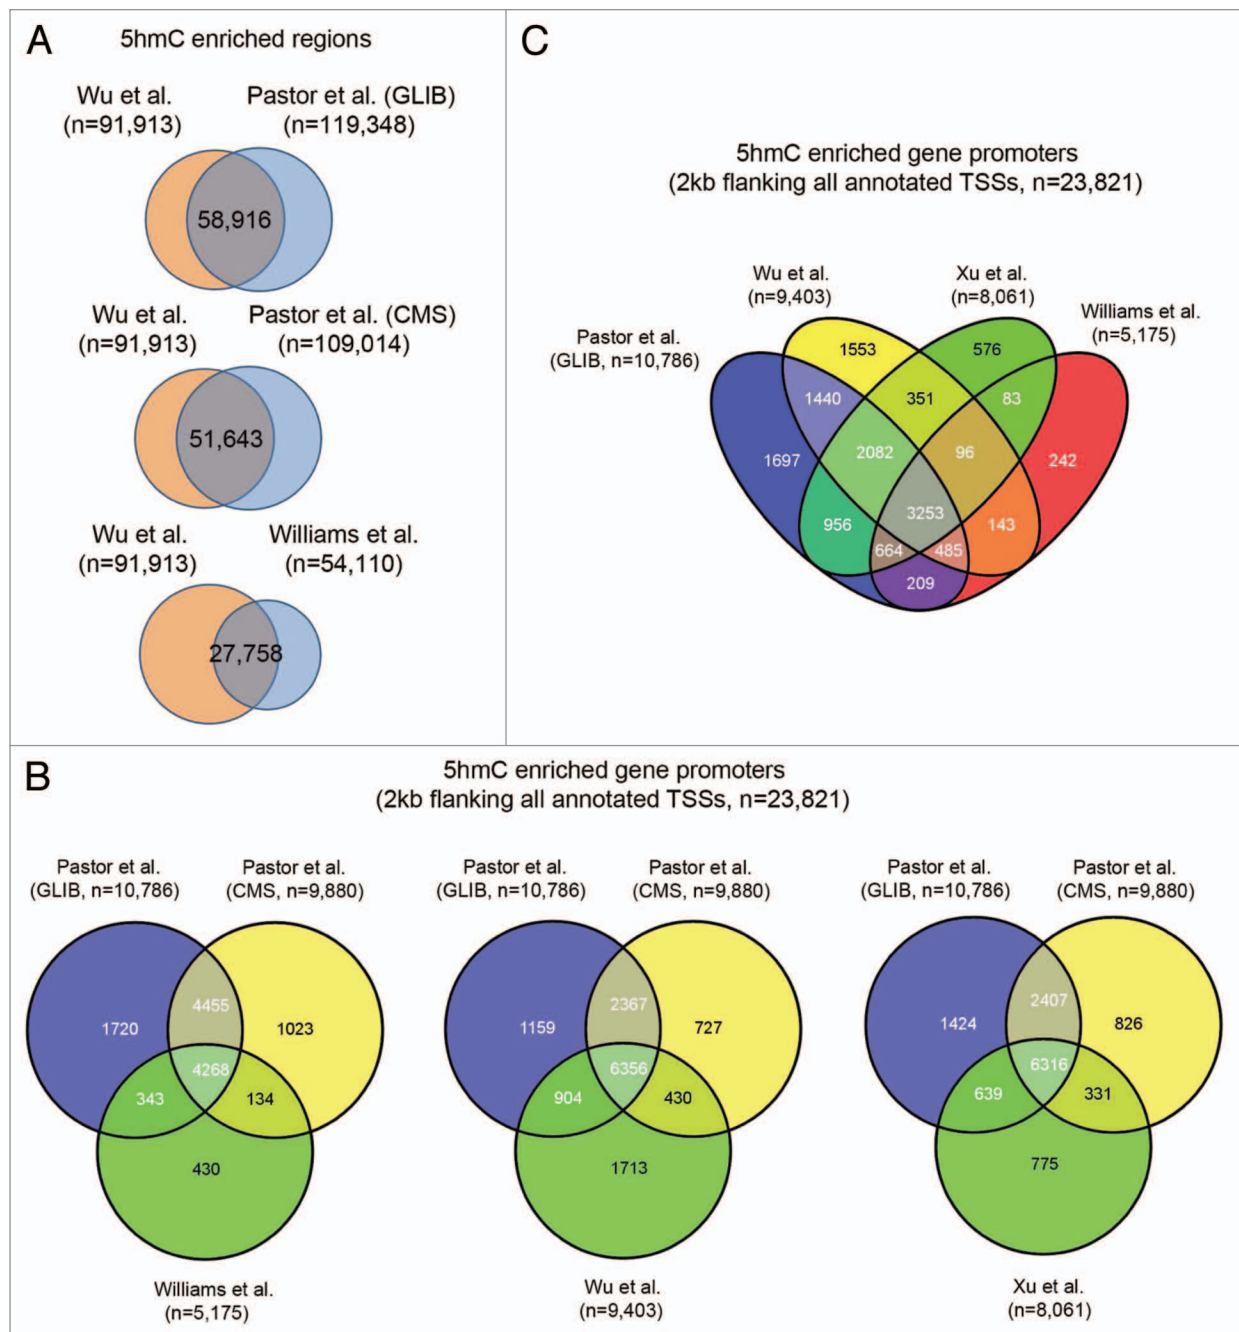 A
5hmC enriched regions
Wu et al.
(n=91,913)
Pastor et al. (GLIB)
(n=119,348)
58,916
Wu et al.
(n=91,913)
Pastor et al. (CMS)
(n=109,014)
51,643
Wu et al.
(n=91,913)
Williams et al.
(n=54,110)
27,758
C
5hmC enriched gene promoters
(2kb flanking all annotated TSSs, n=23,821)
Wu et al.
(n=9,403)
Xu et al.
(n=8,061)
Pastor et al.
(GLIB, n=10,786)
Williams et al.
(n=5,175)
1553
576
1440
351
83
1697
2082
96
242
956
3253
143
664
485
209
B
5hmC enriched gene promoters
(2kb flanking all annotated TSSs, n=23,821)
Pastor et al.
(GLIB, n=10,786)
Pastor et al.
(CMS, n=9,880)
4455
1720
1023
4268
343
134
430
Williams et al.
(n=5,175)
Pastor et al.
(GLIB, n=10,786)
Pastor et al.
(CMS, n=9,880)
2367
1159
727
6356
904
430
1713
Wu et al.
(n=9,403)
Pastor et al.
(GLIB, n=10,786)
Pastor et al.
(CMS, n=9,880)
2407
1424
826
6316
639
331
775
Xu et al.
(n=8,061)